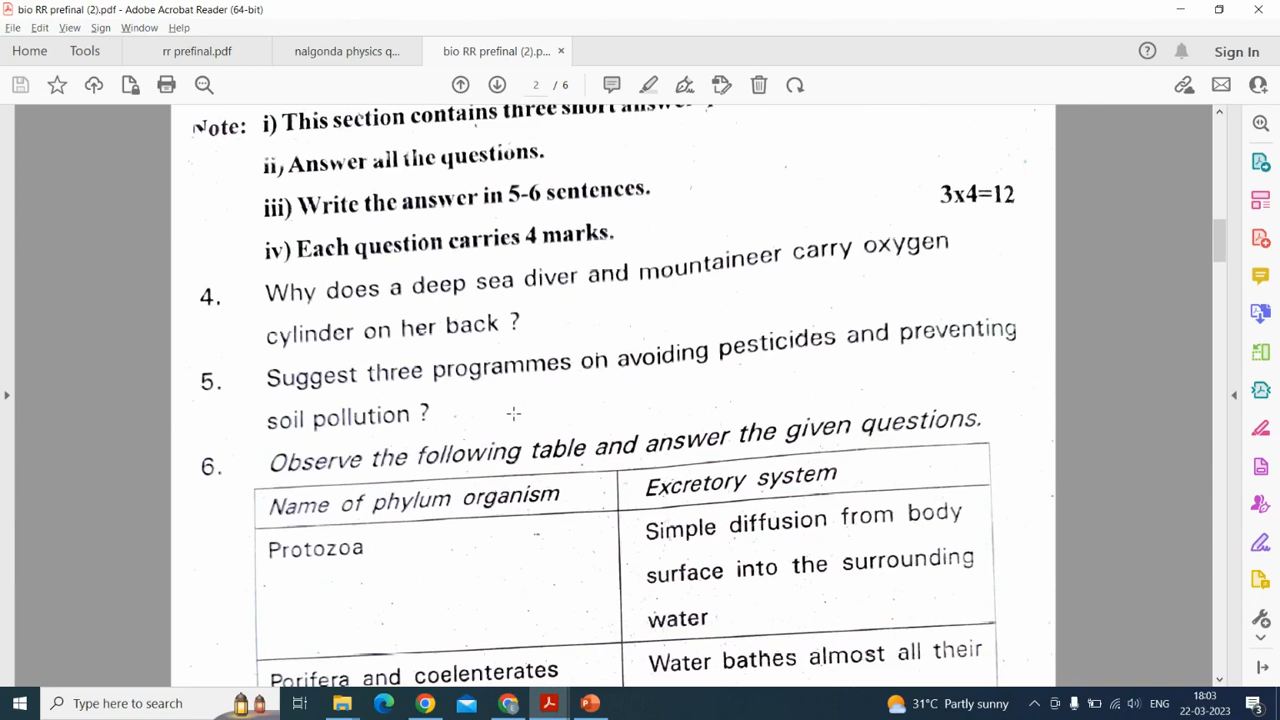 bio RR prefinal (2).pdf - Adobe Acrobat Reader (64-bit)
File Edit View Sign Window Help
Home Tools rr prefinal.pdf nalgonda physics q... bio RR prefinal (2).p... × Sign In
2 / 6
Note: i) This section contains three short answer
ii) Answer all the questions.
iii) Write the answer in 5-6 sentences.
3x4=12
iv) Each question carries 4 marks.
4. Why does a deep sea diver and mountaineer carry oxygen
cylinder on her back ?
5. Suggest three programmes on avoiding pesticides and preventing
soil pollution ?
6. Observe the following table and answer the given questions.
Name of phylum organism Excretory system
Protozoa Simple diffusion from body
surface into the surrounding
water
Porifera and coelenterates Water bathes almost all their
Type here to search 31°C Partly sunny ENG 18:03 22-03-2023 3